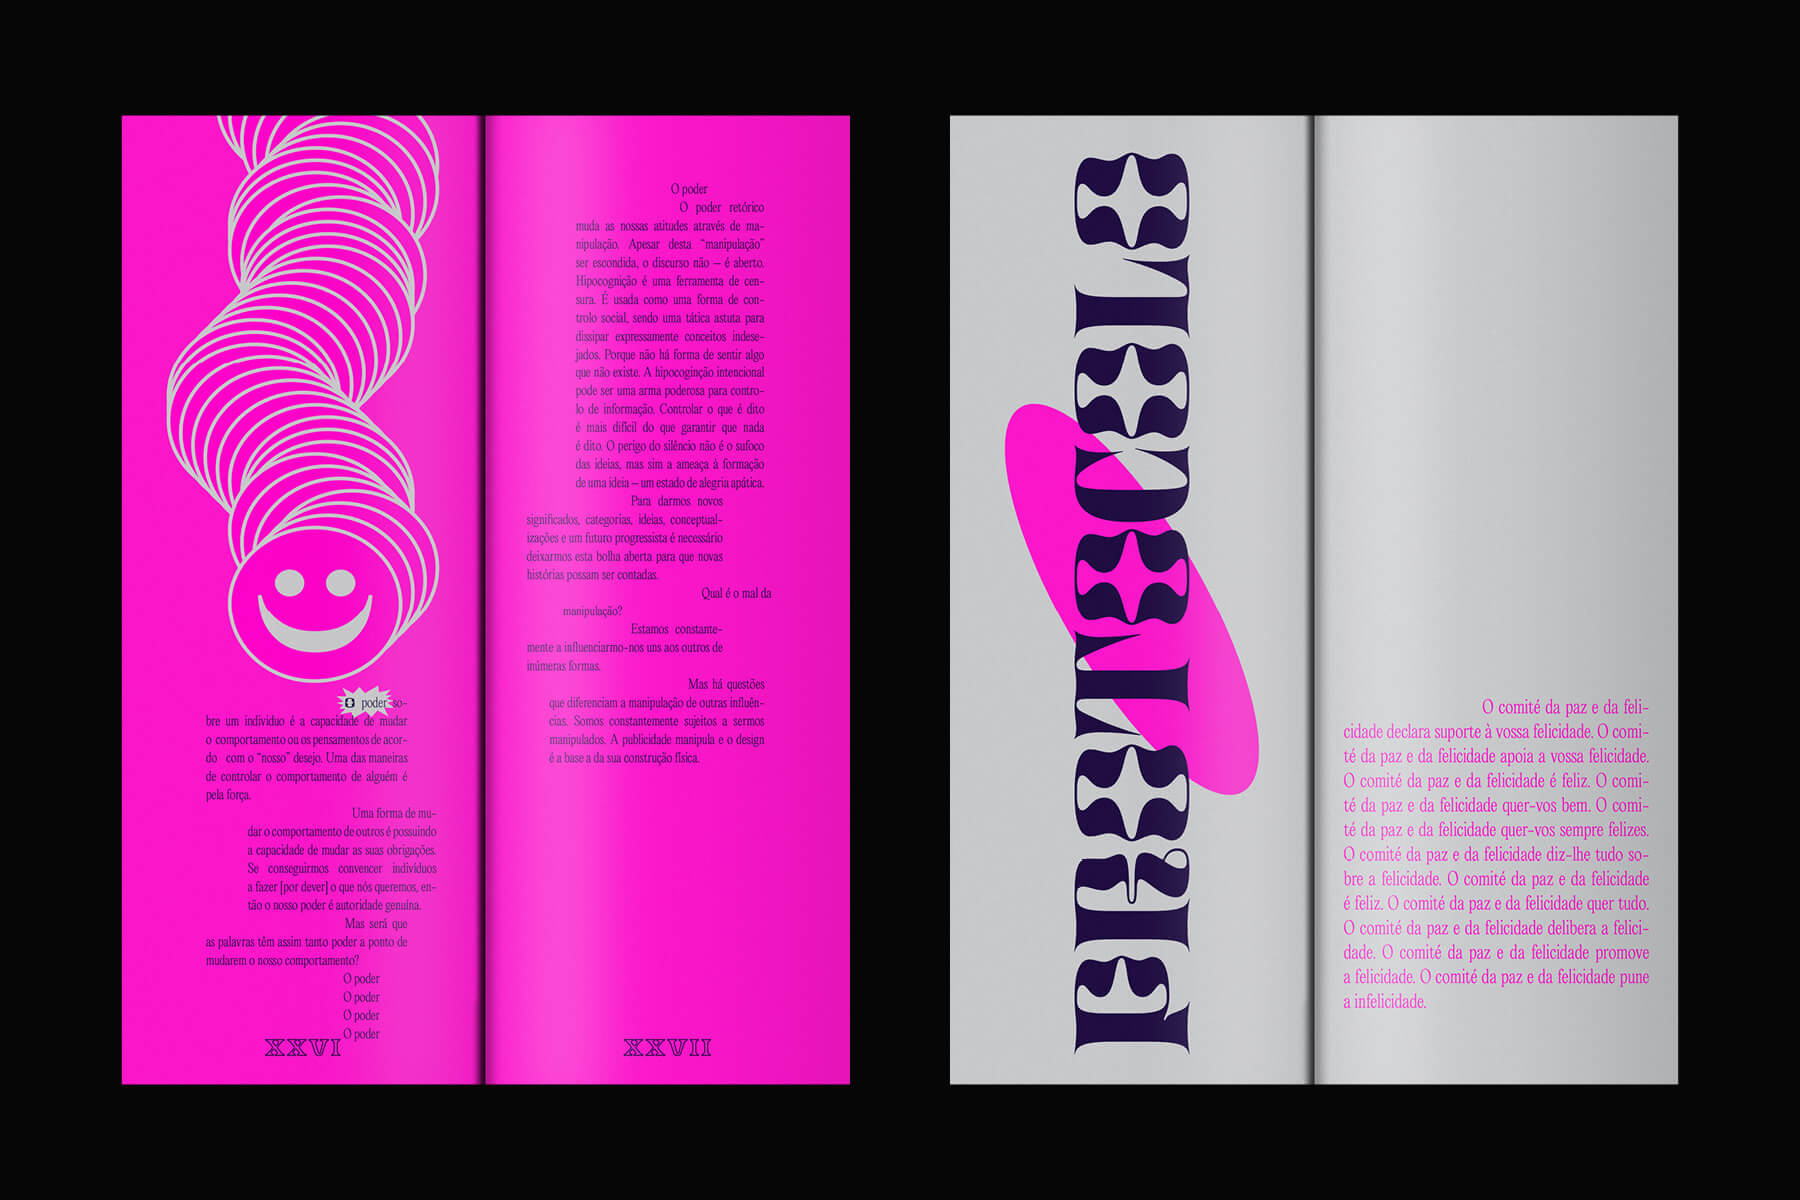 O poder so-
bre um individuo é a capacidade de mudar
o comportamento ou os pensamentos de acor-
do com o “nosso” desejo. Uma das maneiras
de controlar o comportamento de alguém é
pela força.
Uma forma de mu-
dar o comportamento de outros é possuindo
a capacidade de mudar as suas obrigações.
Se conseguirmos convencer indivíduos
a fazer [por dever] o que nós queremos, en-
tão o nosso poder é autoridade genuína.
Mas será que
as palavras têm assim tanto poder a ponto de
mudarem o nosso comportamento?
O poder
O poder
O poder
O poder
XXVI
O poder
O poder retórico
muda as nossas atitudes através de ma-
nipulação. Apesar desta “manipulação”
ser escondida, o discurso não – é aberto.
Hipocognição é uma ferramenta de cen-
sura. É usada como uma forma de con-
trolo social, sendo uma tática astuta para
dissipar expressamente conceitos indese-
jados. Porque não há forma de sentir algo
que não existe. A hipocoginção intencional
pode ser uma arma poderosa para contro-
lo de informação. Controlar o que é dito
é mais difícil do que garantir que nada
é dito. O perigo do silêncio não é o sufoco
das ideias, mas sim a ameaça à formação
de uma ideia – um estado de alegria apática.
Para darmos novos
significados, categorias, ideias, conceptual-
izações e um futuro progressista é necessário
deixarmos esta bolha aberta para que novas
histórias possam ser contadas.
Qual é o mal da
manipulação?
Estamos constante-
mente a influenciarmo-nos uns aos outros de
inúmeras formas.
Mas há questões
que diferenciam a manipulação de outras influên-
cias. Somos constantemente sujeitos a sermos
manipulados. A publicidade manipula e o design
é a base a da sua construção física.
XXVII
O comité da paz e da feli-
cidade declara suporte à vossa felicidade. O comi-
té da paz e da felicidade apoia a vossa felicidade.
O comité da paz e da felicidade é feliz. O comi-
té da paz e da felicidade quer-vos bem. O comi-
té da paz e da felicidade quer-vos sempre felizes.
O comité da paz e da felicidade diz-lhe tudo so-
bre a felicidade. O comité da paz e da felicidade
é feliz. O comité da paz e da felicidade quer tudo.
O comité da paz e da felicidade delibera a felici-
dade. O comité da paz e da felicidade promove
a felicidade. O comité da paz e da felicidade pune
a infelicidade.